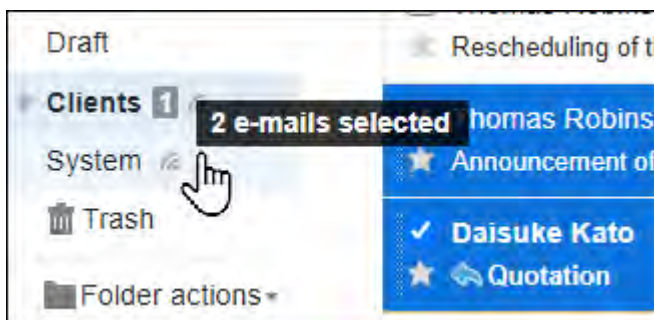 Draft
Clients 1
System
Trash
Folder actions
2 e-mails selected
Rescheduling of t
homas Robins
Announcement of
Daisuke Kato
Quotation